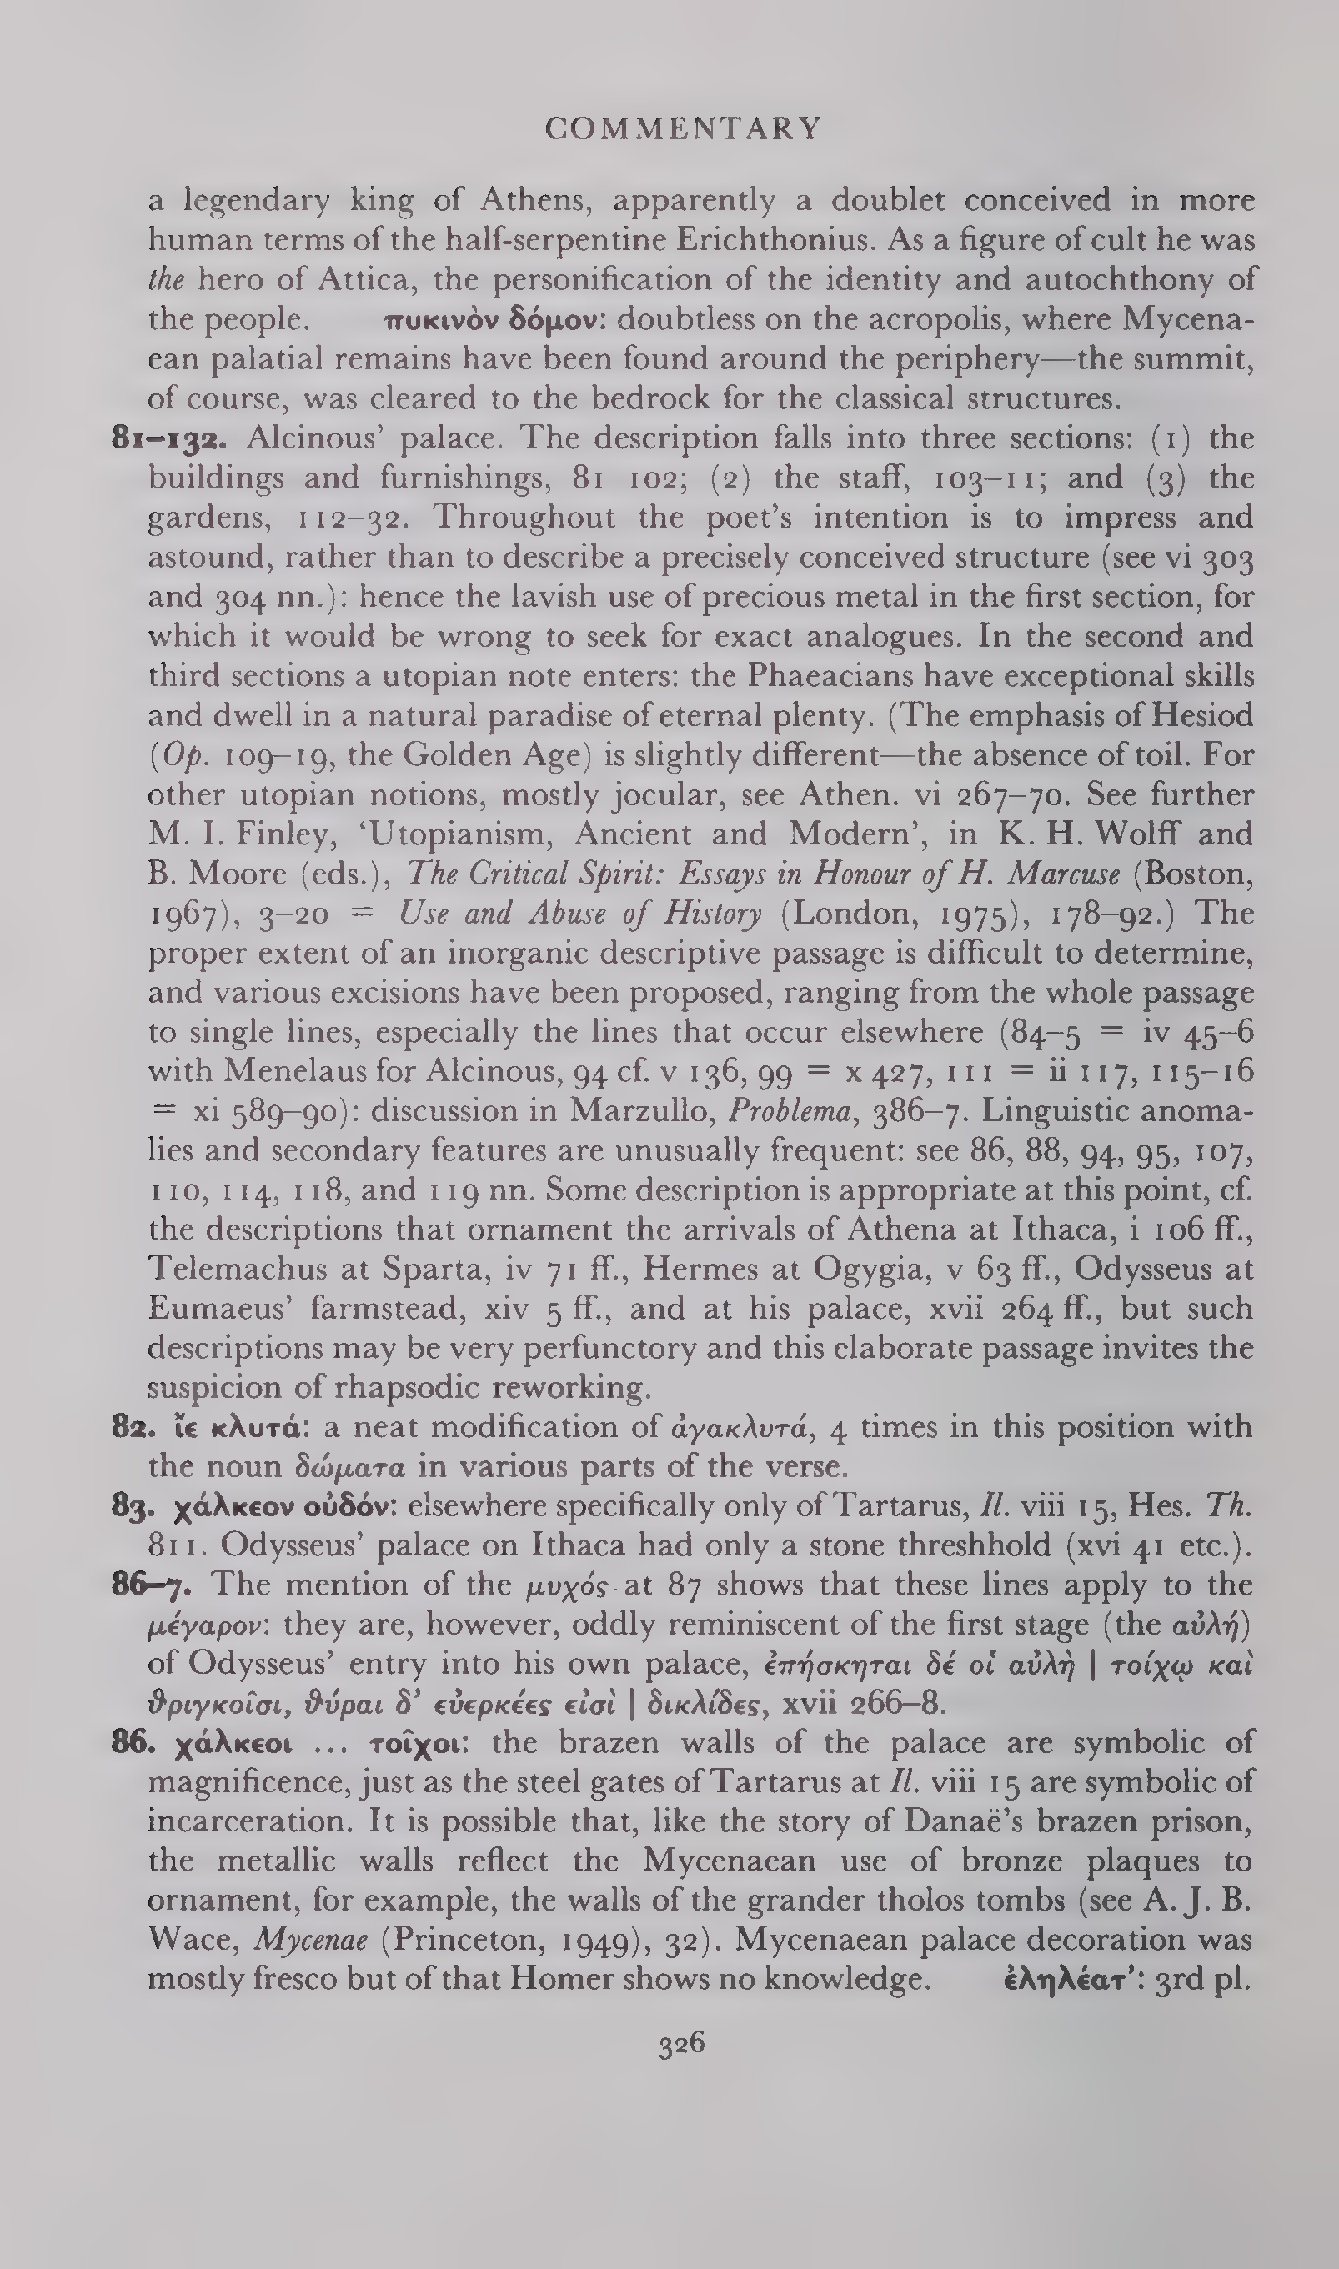 COMMENTARY
a legendary king of Athens, apparently a doublet conceived in more
human terms of the half-serpentine Erichthonius. As a figure of cult he was
the hero of Attica, the personification of the identity and autochthony of
the people. πυκινὸν δόμον: doubtless on the acropolis, where Mycena-
ean palatial remains have been found around the periphery—the summit,
of course, was cleared to the bedrock for the classical structures.
81–132. Alcinous’ palace. The description falls into three sections: (1) the
buildings and furnishings, 81 102; (2) the staff, 103–11; and (3) the
gardens, 112–32. Throughout the poet’s intention is to impress and
astound, rather than to describe a precisely conceived structure (see vi 303
and 304 nn.): hence the lavish use of precious metal in the first section, for
which it would be wrong to seek for exact analogues. In the second and
third sections a utopian note enters: the Phaeacians have exceptional skills
and dwell in a natural paradise of eternal plenty. (The emphasis of Hesiod
(Op. 109–19, the Golden Age) is slightly different—the absence of toil. For
other utopian notions, mostly jocular, see Athen. vi 267–70. See further
M. I. Finley, ‘Utopianism, Ancient and Modern’, in K. H. Wolff and
B. Moore (eds.), The Critical Spirit: Essays in Honour of H. Marcuse (Boston,
1967), 3–20 = Use and Abuse of History (London, 1975), 178–92.) The
proper extent of an inorganic descriptive passage is difficult to determine,
and various excisions have been proposed, ranging from the whole passage
to single lines, especially the lines that occur elsewhere (84–5 = iv 45–6
with Menelaus for Alcinous, 94 cf. v 136, 99 = x 427, 111 = ii 117, 115–16
= xi 589–90): discussion in Marzullo, Problema, 386–7. Linguistic anoma-
lies and secondary features are unusually frequent: see 86, 88, 94, 95, 107,
110, 114, 118, and 119 nn. Some description is appropriate at this point, cf.
the descriptions that ornament the arrivals of Athena at Ithaca, i 106 ff.,
Telemachus at Sparta, iv 71 ff., Hermes at Ogygia, v 63 ff., Odysseus at
Eumaeus’ farmstead, xiv 5 ff., and at his palace, xvii 264 ff., but such
descriptions may be very perfunctory and this elaborate passage invites the
suspicion of rhapsodic reworking.
82. ἴε κλυτά: a neat modification of ἀγακλυτά, 4 times in this position with
the noun δώματα in various parts of the verse.
83. χάλκεον οὐδόν: elsewhere specifically only of Tartarus, Il. viii 15, Hes. Th.
811. Odysseus’ palace on Ithaca had only a stone threshhold (xvi 41 etc.).
86–7. The mention of the μυχός at 87 shows that these lines apply to the
μέγαρον: they are, however, oddly reminiscent of the first stage (the αὐλή)
of Odysseus’ entry into his own palace, ἐπήσκηται δέ οἱ αὐλὴ | τοίχῳ καὶ
θριγκοῖσι, θύραι δ’ εὐερκέες εἰσὶ | δικλίδες, xvii 266–8.
86. χάλκεοι ... τοῖχοι: the brazen walls of the palace are symbolic of
magnificence, just as the steel gates of Tartarus at Il. viii 15 are symbolic of
incarceration. It is possible that, like the story of Danaë’s brazen prison,
the metallic walls reflect the Mycenaean use of bronze plaques to
ornament, for example, the walls of the grander tholos tombs (see A. J. B.
Wace, Mycenae (Princeton, 1949), 32). Mycenaean palace decoration was
mostly fresco but of that Homer shows no knowledge. ἐληλέατ’: 3rd pl.
326